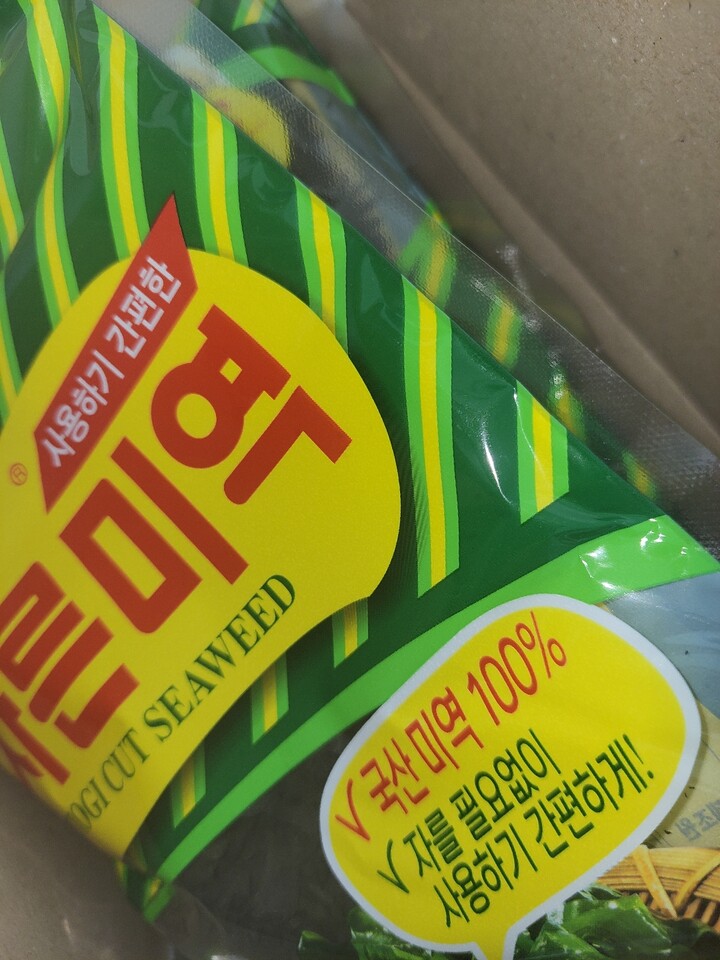 사용하기 간편한
®
자른미역
OGI CUT SEAWEED
✓ 국산 미역 100%
✓ 자를 필요없이
사용하기 간편하게!